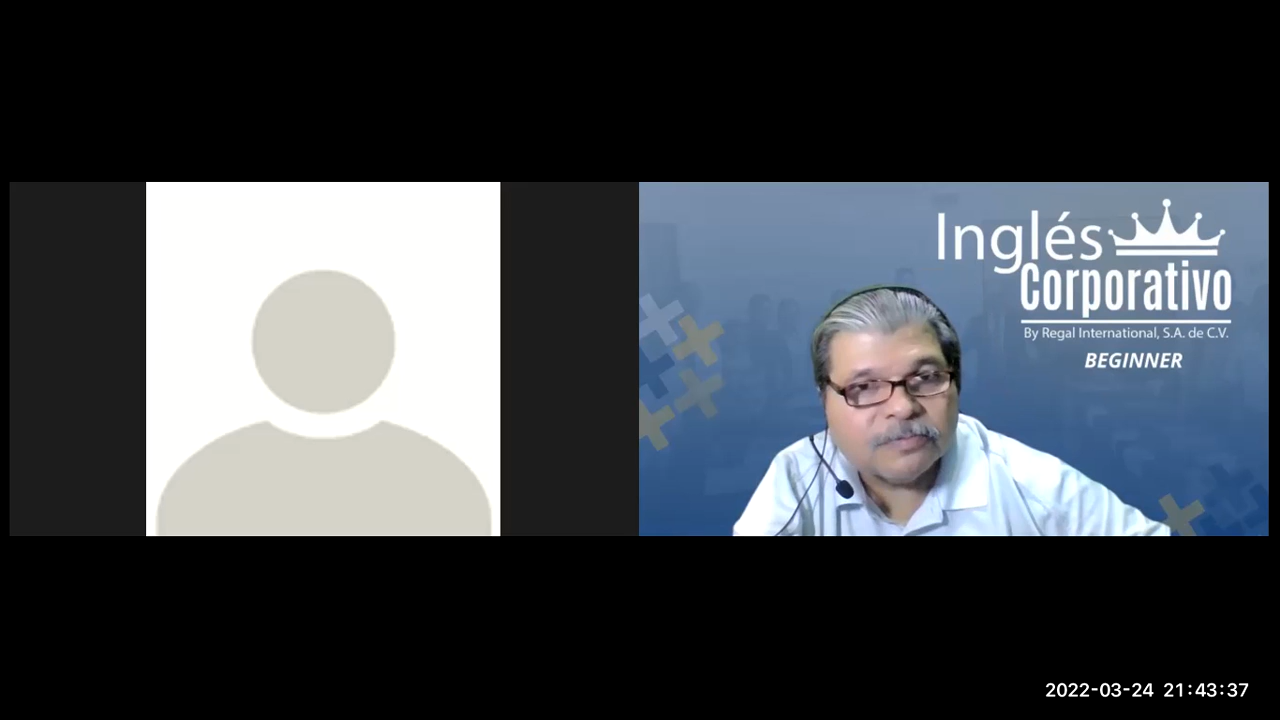 Inglés
Corporativo
By Regal International, S.A. de C.V.
BEGINNER
2022-03-24 21:43:37